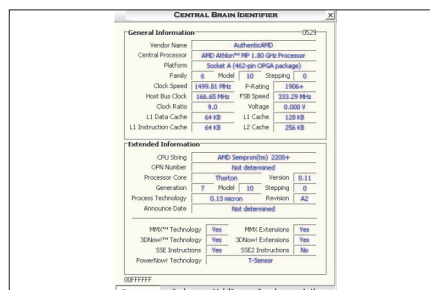 CENTRAL BRAIN IDENTIFIER
General Information 0529
Vendor Name AuthenticAMD
Central Processor AMD Athlon™ MP 1.80 GHz Processor
Platform Socket A (462-pin OPGA package)
Family 6 Model 10 Stepping 0
Clock Speed 1499.81 MHz P-Rating 1906+
Host Bus Clock 166.65 MHz FSB Speed 333.29 MHz
Clock Ratio 9.0 Voltage 0.000 V
L1 Data Cache 64 KB L1 Cache 128 KB
L1 Instruction Cache 64 KB L2 Cache 256 KB
Extended Information
CPU String AMD Sempron(tm) 2200+
OPN Number Not determined
Processor Core Thorton Version 0.11
Generation 7 Model 10 Stepping 0
Process Technology 0.13 micron Revision A2
Announce Date Not determined
MMX™ Technology Yes MMX Extensions Yes
3DNow!™ Technology Yes 3DNow! Extensions Yes
SSE Instructions Yes SSE2 Instructions No
PowerNow! Technology T-Sensor
00FFFFFF